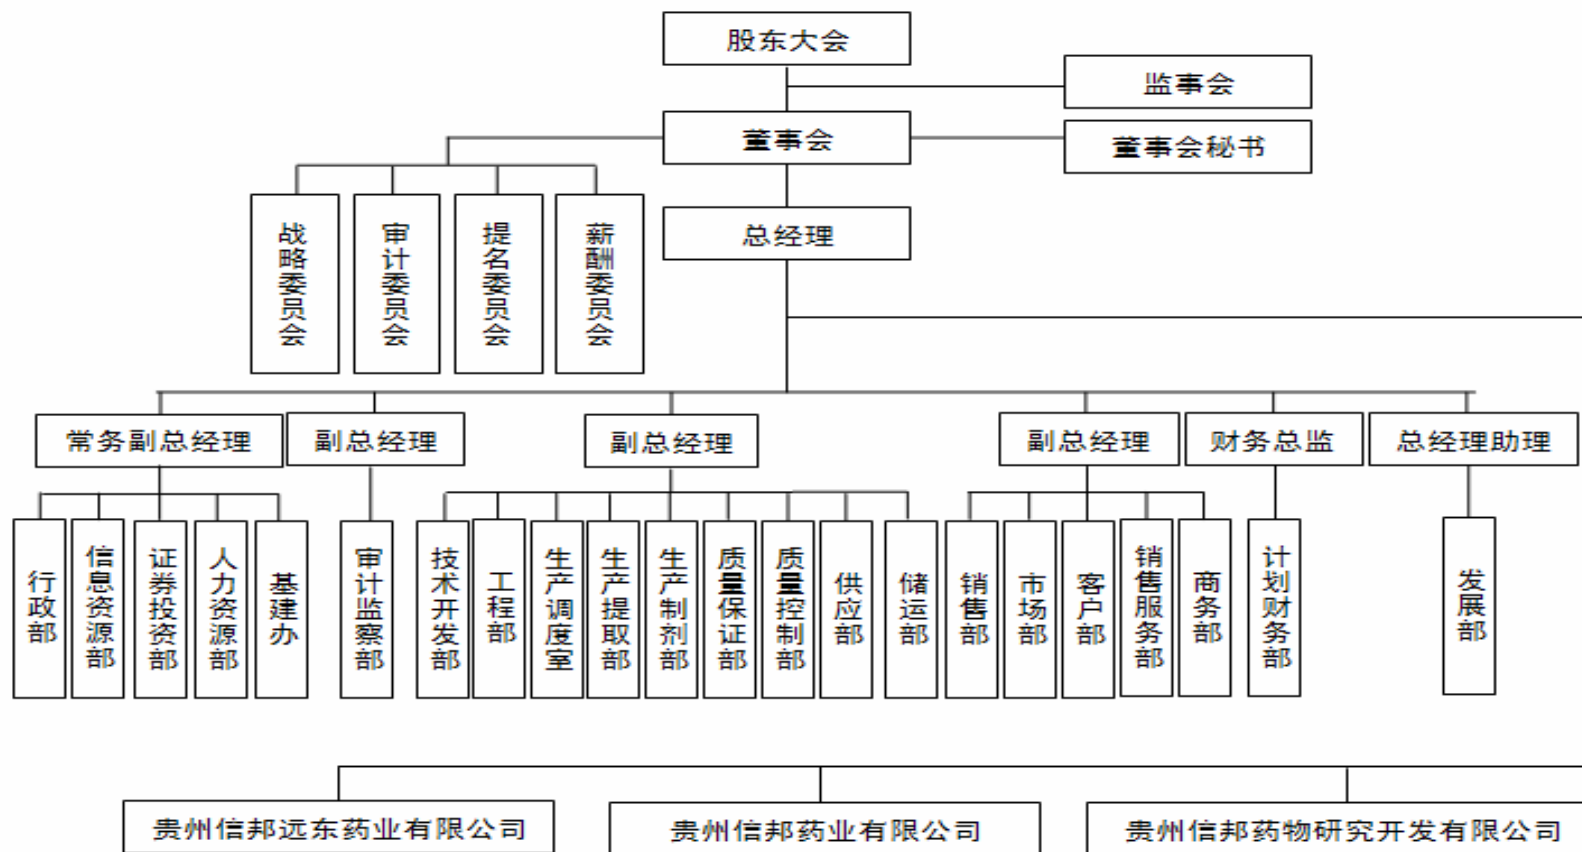 股东大会
监事会
董事会
董事会秘书
战略委员会
审计委员会
提名委员会
薪酬委员会
总经理
常务副总经理
副总经理
副总经理
副总经理
财务总监
总经理助理
行政部
信息资源部
证券投资部
人力资源部
基建办
审计监察部
技术开发部
工程部
生产调度室
生产提取部
生产制剂部
质量保证部
质量控制部
供应部
储运部
销售部
市场部
客户部
销售服务部
商务部
计划财务部
发展部
贵州信邦远东药业有限公司
贵州信邦药业有限公司
贵州信邦药物研究开发有限公司